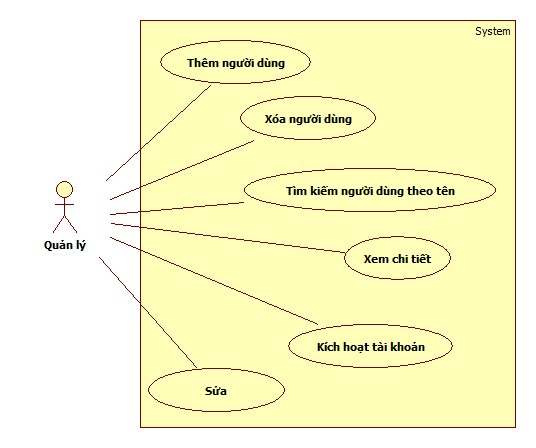 System
Thêm người dùng
Xóa người dùng
Tìm kiếm người dùng theo tên
Quản lý
Xem chi tiết
Kích hoạt tài khoản
Sửa